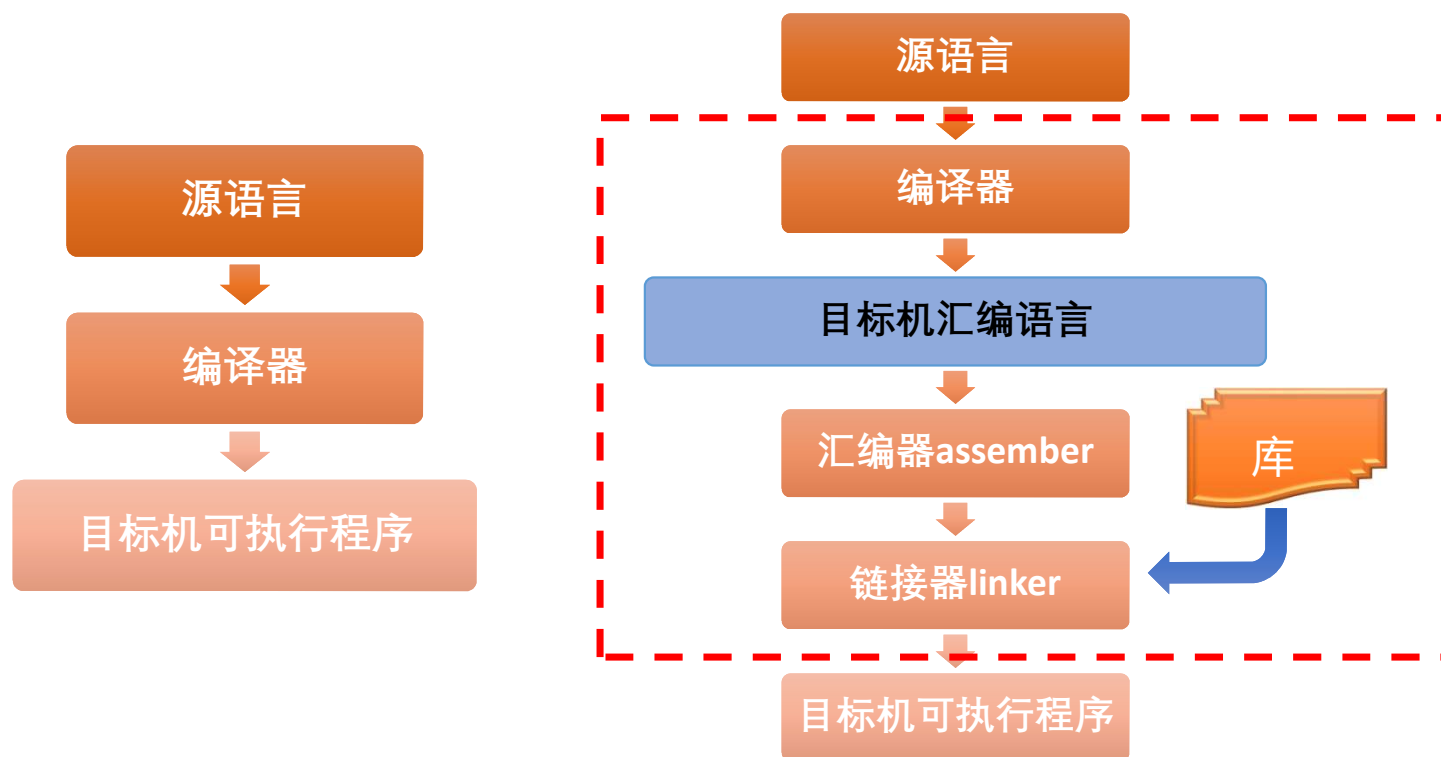 源语言
编译器
目标机可执行程序
源语言
编译器
目标机汇编语言
汇编器assember
库
链接器linker
目标机可执行程序